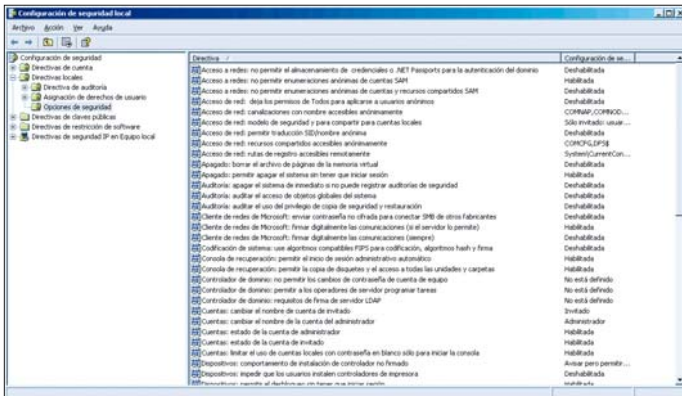 Configuración de seguridad local
Archivo Acción Ver Ayuda
Configuración de seguridad
Directivas de cuenta
Directivas locales
Directiva de auditoría
Asignación de derechos de usuario
Opciones de seguridad
Directivas de claves públicas
Directivas de restricción de software
Directivas de seguridad IP en Equipo local
Directiva / Configuración de se...
Acceso a redes: no permitir el almacenamiento de credenciales o .NET Passports para la autenticación del dominio Deshabilitada
Acceso a redes: no permitir enumeraciones anónimas de cuentas SAM Habilitada
Acceso a redes: no permitir enumeraciones anónimas de cuentas y recursos compartidos SAM Deshabilitada
Acceso de red: deja los permisos de Todos para aplicarse a usuarios anónimos Deshabilitada
Acceso de red: canalizaciones con nombre accesibles anónimamente COMNAP,COMNOD...
Acceso de red: modelo de seguridad y para compartir para cuentas locales Sólo invitado: usuar...
Acceso de red: permitir traducción SID/nombre anónima Deshabilitada
Acceso de red: recursos compartidos accesibles anónimamente COMCFG,DFS$
Acceso de red: rutas de registro accesibles remotamente System\CurrentCon...
Apagado: borrar el archivo de páginas de la memoria virtual Deshabilitada
Apagado: permitir apagar el sistema sin tener que iniciar sesión Habilitada
Auditoría: apagar el sistema de inmediato si no puede registrar auditorías de seguridad Deshabilitada
Auditoría: auditar el acceso de objetos globales del sistema Deshabilitada
Auditoría: auditar el uso del privilegio de copia de seguridad y restauración Deshabilitada
Cliente de redes de Microsoft: enviar contraseña no cifrada para conectar SMB de otros fabricantes Deshabilitada
Cliente de redes de Microsoft: firmar digitalmente las comunicaciones (si el servidor lo permite) Habilitada
Cliente de redes de Microsoft: firmar digitalmente las comunicaciones (siempre) Deshabilitada
Codificación de sistema: use algoritmos compatibles FIPS para codificación, algoritmos hash y firma Deshabilitada
Consola de recuperación: permitir el inicio de sesión administrativo automático Habilitada
Consola de recuperación: permitir la copia de disquetes y el acceso a todas las unidades y carpetas Habilitada
Controlador de dominio: no permitir los cambios de contraseña de cuenta de equipo No está definido
Controlador de dominio: permitir a los operadores de servidor programar tareas No está definido
Controlador de dominio: requisitos de firma de servidor LDAP No está definido
Cuentas: cambiar el nombre de cuenta de invitado Invitado
Cuentas: cambiar el nombre de la cuenta del administrador Administrador
Cuentas: estado de la cuenta de administrador Habilitada
Cuentas: estado de la cuenta de invitado Habilitada
Cuentas: limitar el uso de cuentas locales con contraseña en blanco sólo para iniciar la consola Habilitada
Dispositivos: comportamiento de instalación de controlador no firmado Avisar pero permitir...
Dispositivos: impedir que los usuarios instalen controladores de impresora Deshabilitada
Dispositivos: permitir el desbloqueo sin tener que iniciar sesión Habilitada